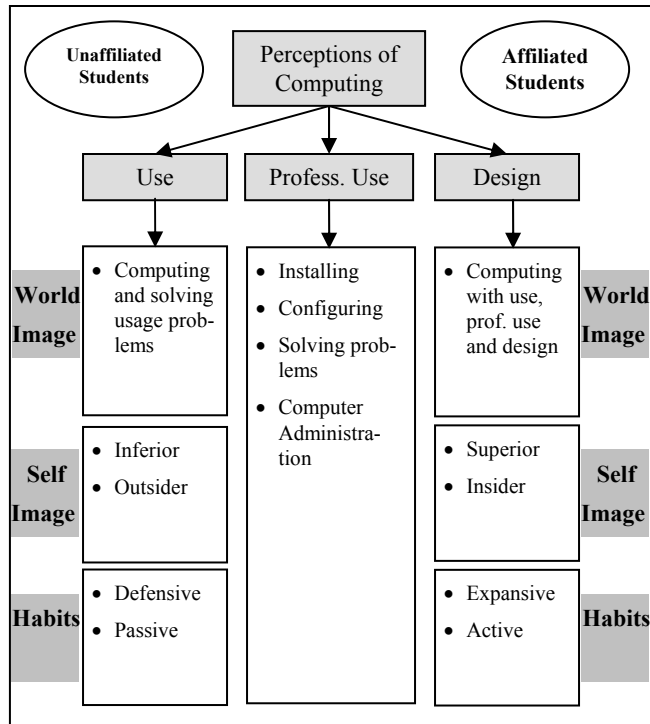 Unaffiliated
Students
Perceptions of
Computing
Affiliated
Students
Use
Profess. Use
Design
World
Image
• Computing
and solving
usage prob-
lems
• Installing
• Configuring
• Solving prob-
lems
• Computer
Administra-
tion
• Computing
with use,
prof. use
and design
World
Image
Self
Image
• Inferior
• Outsider
• Superior
• Insider
Self
Image
Habits
• Defensive
• Passive
• Expansive
• Active
Habits